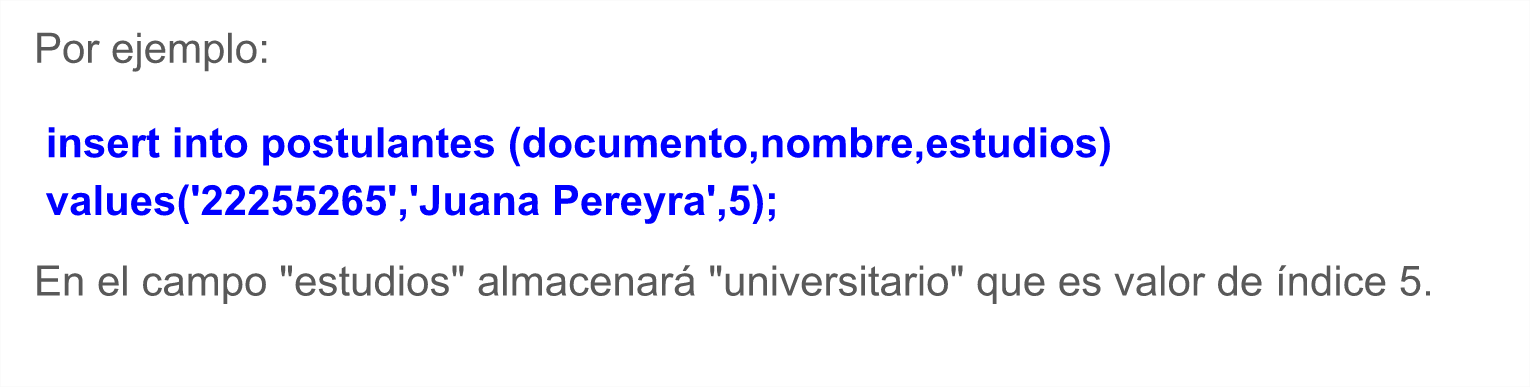 Por ejemplo:
insert into postulantes (documento,nombre,estudios)
values('22255265','Juana Pereyra',5);
En el campo "estudios" almacenará "universitario" que es valor de índice 5.